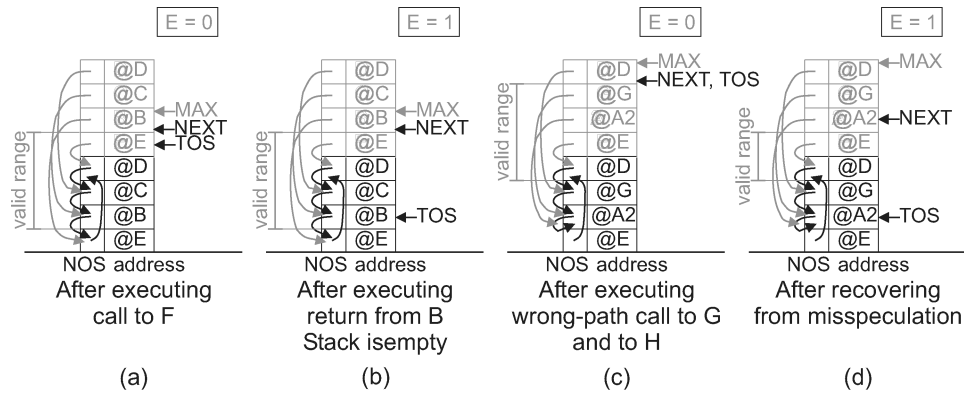 E = 0
@D
@C
@B
@E
@D
@C
@B
@E
MAX
NEXT
TOS
valid range
NOS address
After executing
call to F
(a)
E = 1
@D
@C
@B
@E
@D
@C
@B
@E
MAX
NEXT
TOS
valid range
NOS address
After executing
return from B
Stack isempty
(b)
E = 0
@D
@G
@A2
@E
@D
@G
@A2
@E
MAX
NEXT, TOS
valid range
NOS address
After executing
wrong-path call to G
and to H
(c)
E = 1
@D
@G
@A2
@E
@D
@G
@A2
@E
MAX
NEXT
TOS
valid range
NOS address
After recovering
from misspeculation
(d)